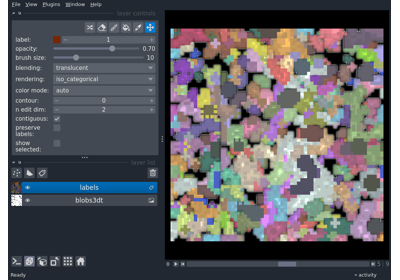 File View Plugins Window Help
layer controls
label: 1
opacity: 0.70
brush size: 10
blending: translucent
rendering: iso_categorical
color mode: auto
contour: 0
n edit dim: 2
contiguous:
preserve
labels:
show
selected:
layer list
labels
blobs3dt
Ready
activity